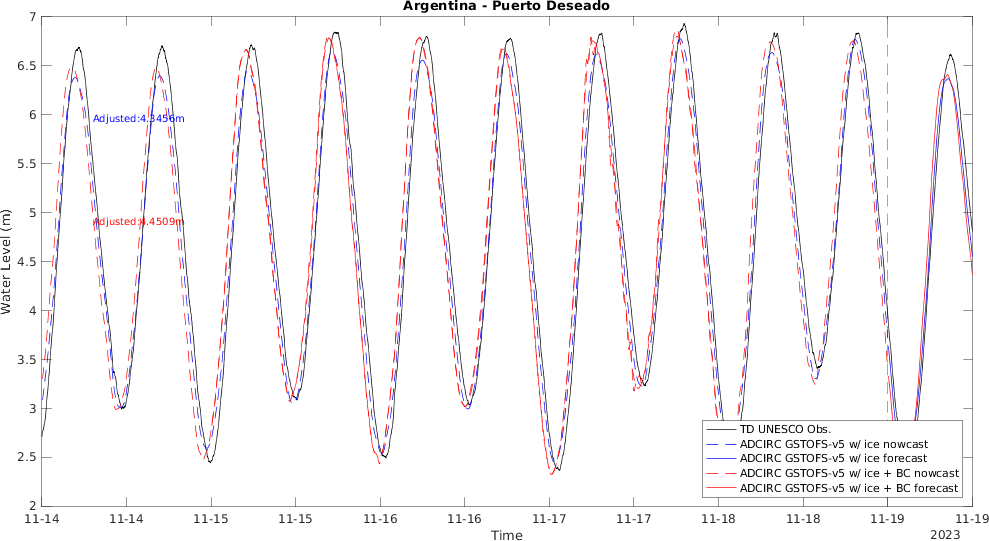 Argentina - Puerto Deseado
7
6.5
6
5.5
5
4.5
4
3.5
3
2.5
2
Water Level (m)
Adjusted:4.3456m
Adjusted:4.4509m
TD UNESCO Obs.
ADCIRC GSTOFS-v5 w/ ice nowcast
ADCIRC GSTOFS-v5 w/ ice forecast
ADCIRC GSTOFS-v5 w/ ice + BC nowcast
ADCIRC GSTOFS-v5 w/ ice + BC forecast
11-14 11-14 11-15 11-15 11-16 11-16 11-17 11-17 11-18 11-18 11-19 11-19
Time
2023